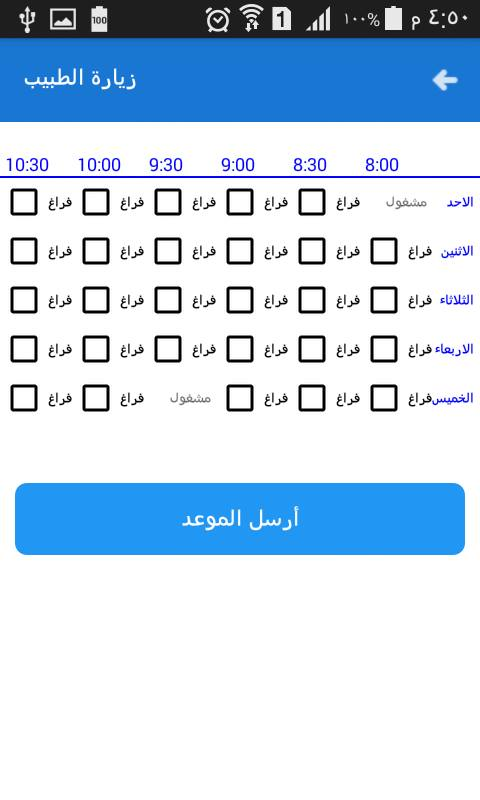 ٤:٥٠ م ١٠٠% 1 100
زيارة الطبيب
8:00 8:30 9:00 9:30 10:00 10:30
الاحد مشغول فراغ فراغ فراغ فراغ فراغ
الاثنين فراغ فراغ فراغ فراغ فراغ فراغ
الثلاثاء فراغ فراغ فراغ فراغ فراغ فراغ
الاربعاء فراغ فراغ فراغ فراغ فراغ فراغ
الخميس فراغ فراغ فراغ مشغول فراغ فراغ
أرسل الموعد